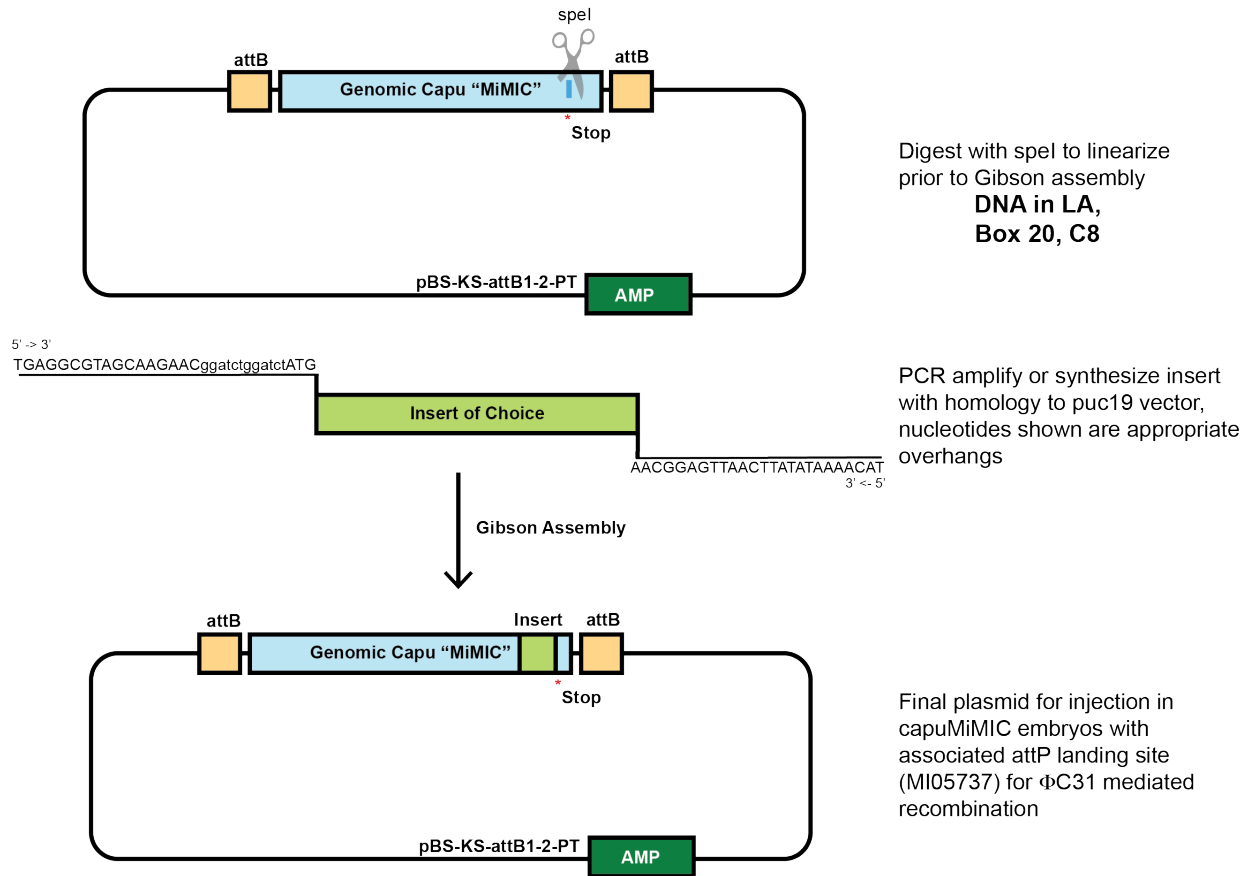 speI
attB
attB
Genomic Capu “MiMIC”
*
Stop
pBS-KS-attB1-2-PT
AMP
Digest with speI to linearize
prior to Gibson assembly
DNA in LA,
Box 20, C8
5’ -> 3’
TGAGGCGTAGCAAGAACggatctggatctATG
Insert of Choice
AACGGAGTTAACTTATATAAAACAT
3’ <- 5’
PCR amplify or synthesize insert
with homology to puc19 vector,
nucleotides shown are appropriate
overhangs
Gibson Assembly
attB
Insert
attB
Genomic Capu “MiMIC”
*
Stop
pBS-KS-attB1-2-PT
AMP
Final plasmid for injection in
capuMiMIC embryos with
associated attP landing site
(MI05737) for ΦC31 mediated
recombination